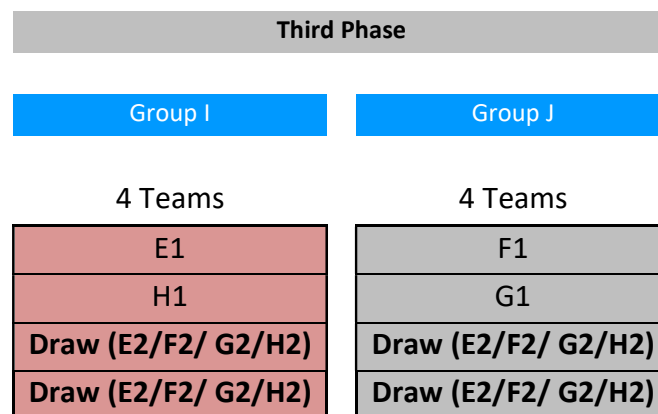 Third Phase
Group I
Group J
4 Teams
4 Teams
E1
F1
H1
G1
Draw (E2/F2/ G2/H2)
Draw (E2/F2/ G2/H2)
Draw (E2/F2/ G2/H2)
Draw (E2/F2/ G2/H2)